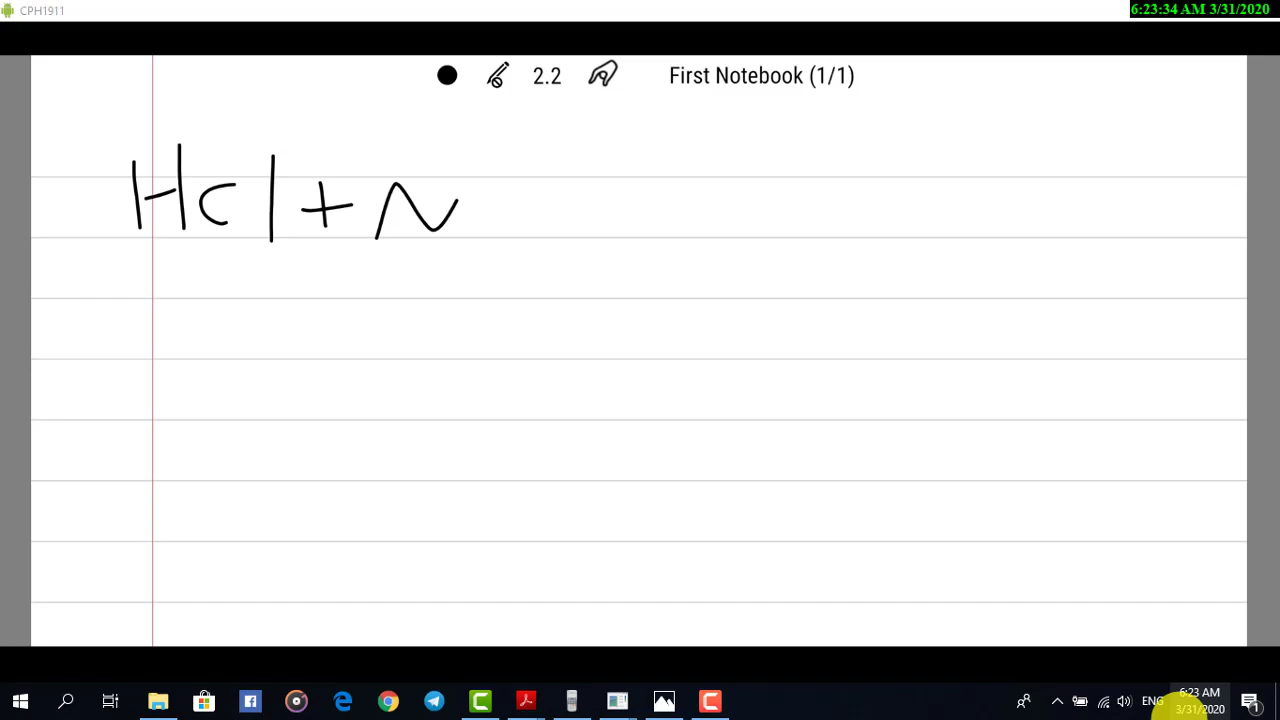 CPH1911
6:23:34 AM 3/31/2020
2.2 First Notebook (1/1)
HCl + N
ENG
6:23 AM
3/31/2020
1